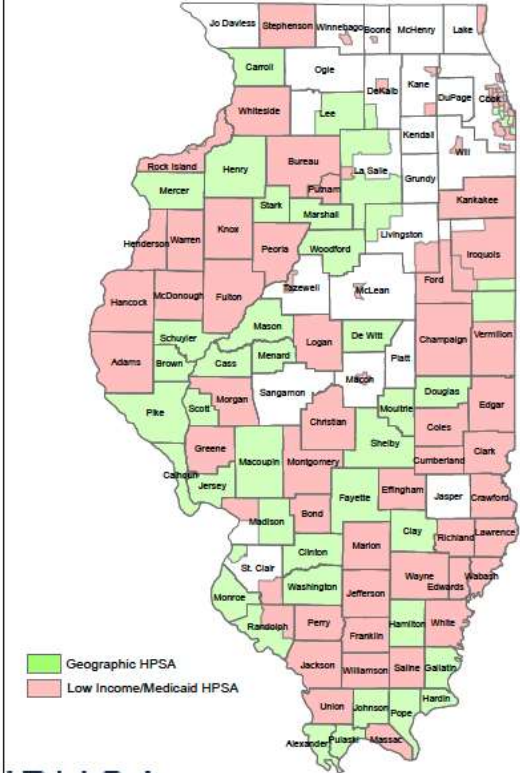 Jo Daviess Stephenson Winnebago Boone McHenry Lake
Carroll Ogle DeKalb Kane DuPage Cook
Whiteside Lee Kendall Will
Rock Island Henry Bureau La Salle Grundy
Mercer Putnam Kankakee
Stark Marshall
Henderson Warren Knox Peoria Woodford Livingston Iroquois
Hancock McDonough Fulton Tazewell McLean Ford
Mason Logan De Witt Champaign Vermilion
Adams Schuyler Brown Cass Menard Piatt
Macon
Pike Scott Morgan Sangamon Christian Moultrie Douglas Edgar
Coles
Greene Macoupin Montgomery Shelby Cumberland Clark
Calhoun Jersey Fayette Effingham Jasper Crawford
Madison Bond Clay Richland Lawrence
Clinton Marion
St. Clair Wayne Edwards Wabash
Monroe Washington Jefferson
Randolph Perry Hamilton White
Franklin
Jackson Williamson Saline Gallatin
Union Johnson Pope Hardin
Alexander Pulaski Massac
Geographic HPSA
Low Income/Medicaid HPSA